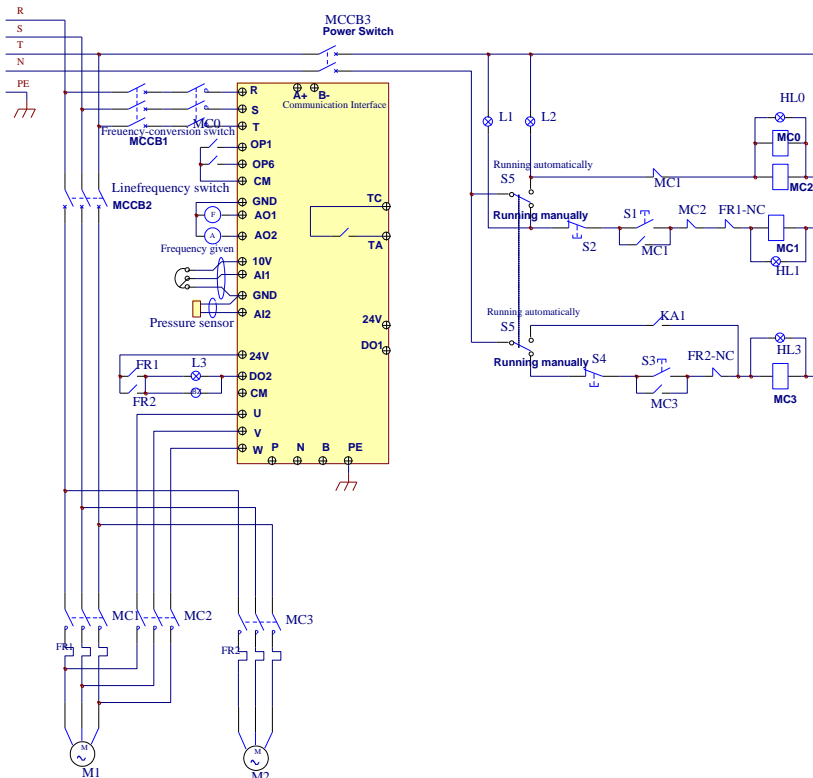 R
S
T
N
PE
MCCB3
Power Switch
R
S
T
OP1
OP6
CM
GND
AO1
AO2
10V
AI1
GND
AI2
24V
DO2
CM
U
V
W
A+
B-
Communication Interface
TC
TA
24V
DO1
P
N
B
PE
MC0
Freuency-conversion switch
MCCB1
Linefrequency switch
MCCB2
F
A
Frequency given
Pressure sensor
FR1
L3
FR2
L1
L2
HL0
MC0
MC2
MC1
Running automatically
S5
Running manually
S1
S2
MC1
MC2
FR1-NC
MC1
HL1
Running automatically
S5
Running manually
KA1
S4
S3
FR2-NC
MC3
HL3
MC3
MC1
MC2
MC3
FR1
FR2
M
M1
M
M2